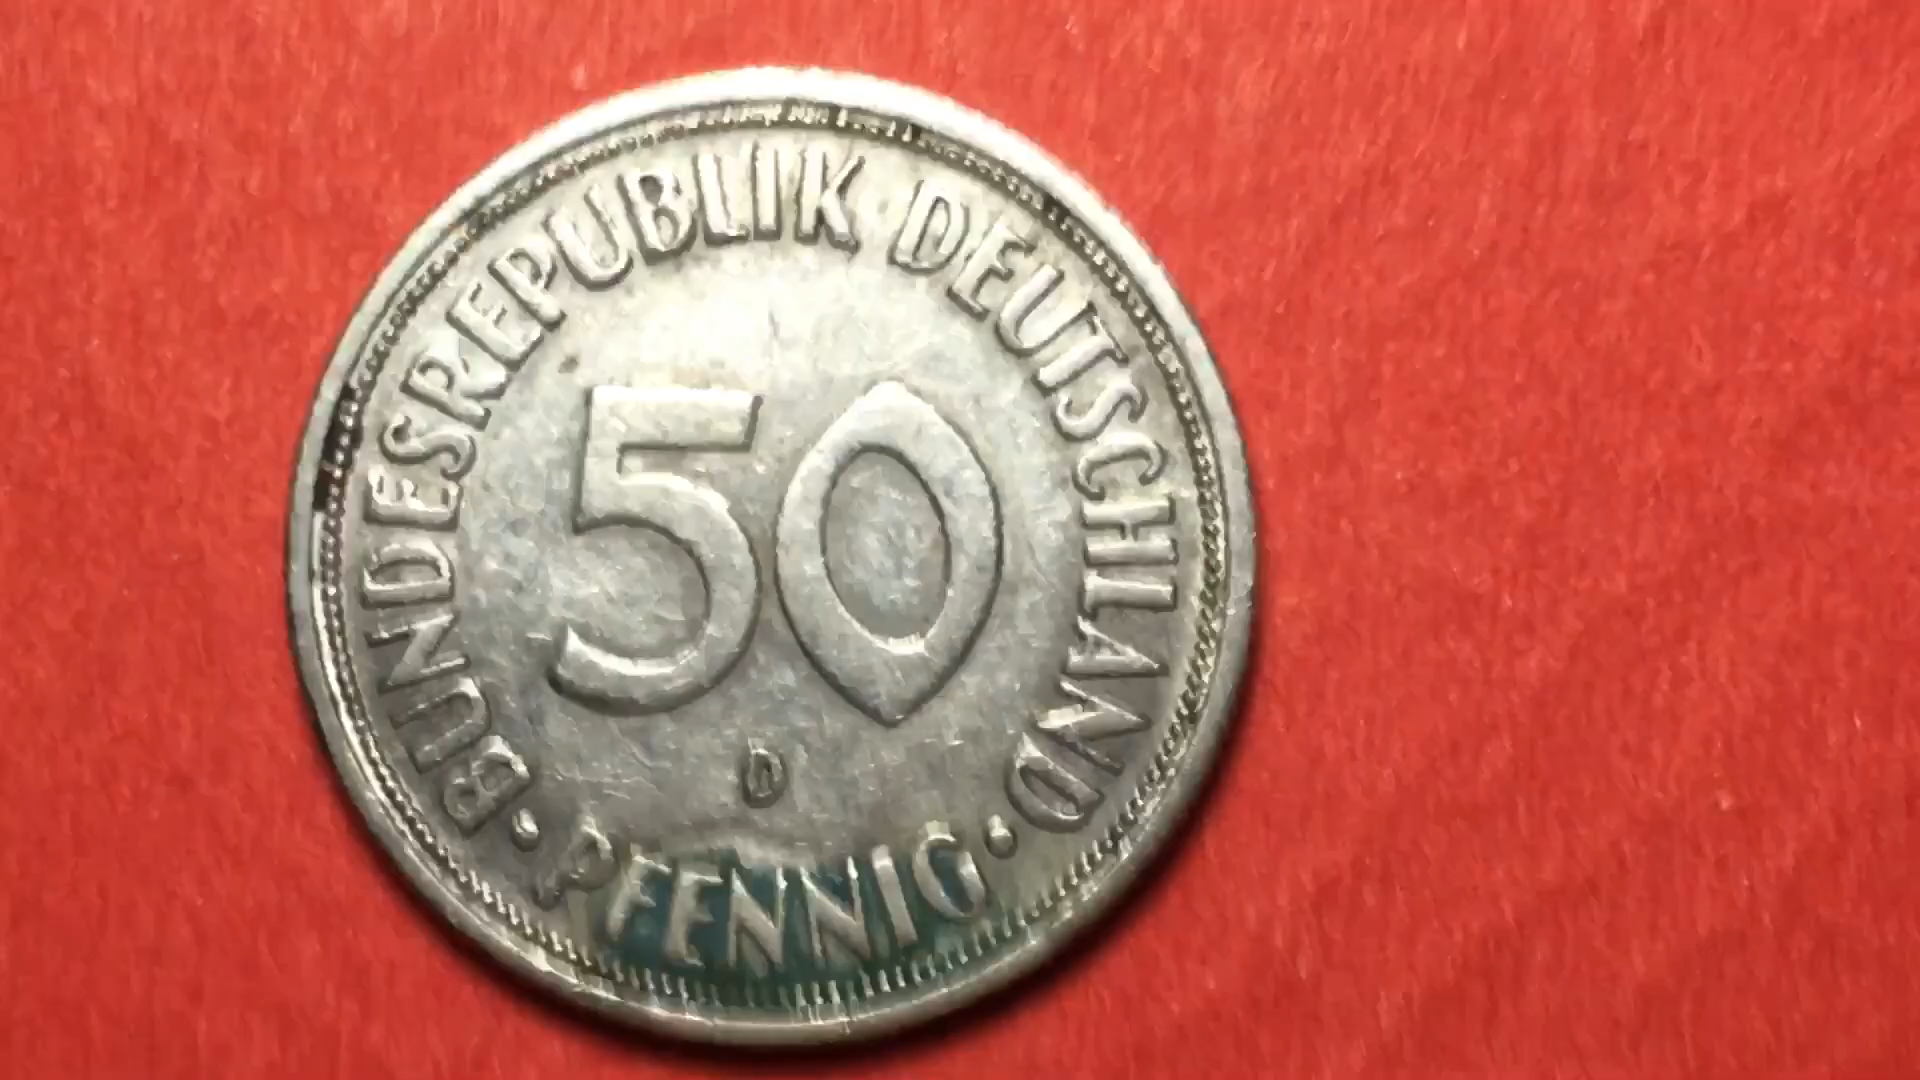 BUNDESREPUBLIK DEUTSCHLAND
50
D
• PFENNIG •